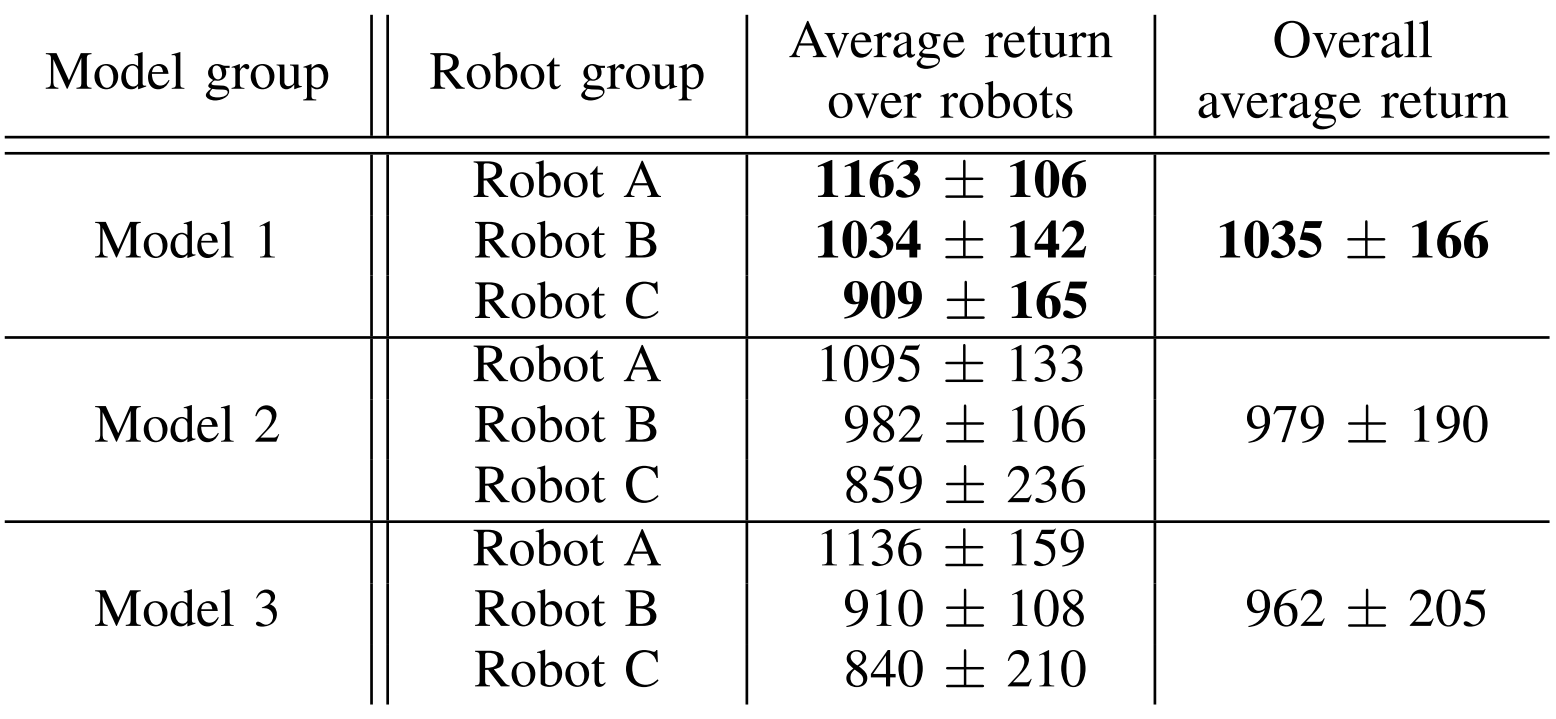 Model group Robot group Average return over robots Overall average return
Robot A 1163 ± 106
Model 1 Robot B 1034 ± 142 1035 ± 166
Robot C 909 ± 165
Robot A 1095 ± 133
Model 2 Robot B 982 ± 106 979 ± 190
Robot C 859 ± 236
Robot A 1136 ± 159
Model 3 Robot B 910 ± 108 962 ± 205
Robot C 840 ± 210